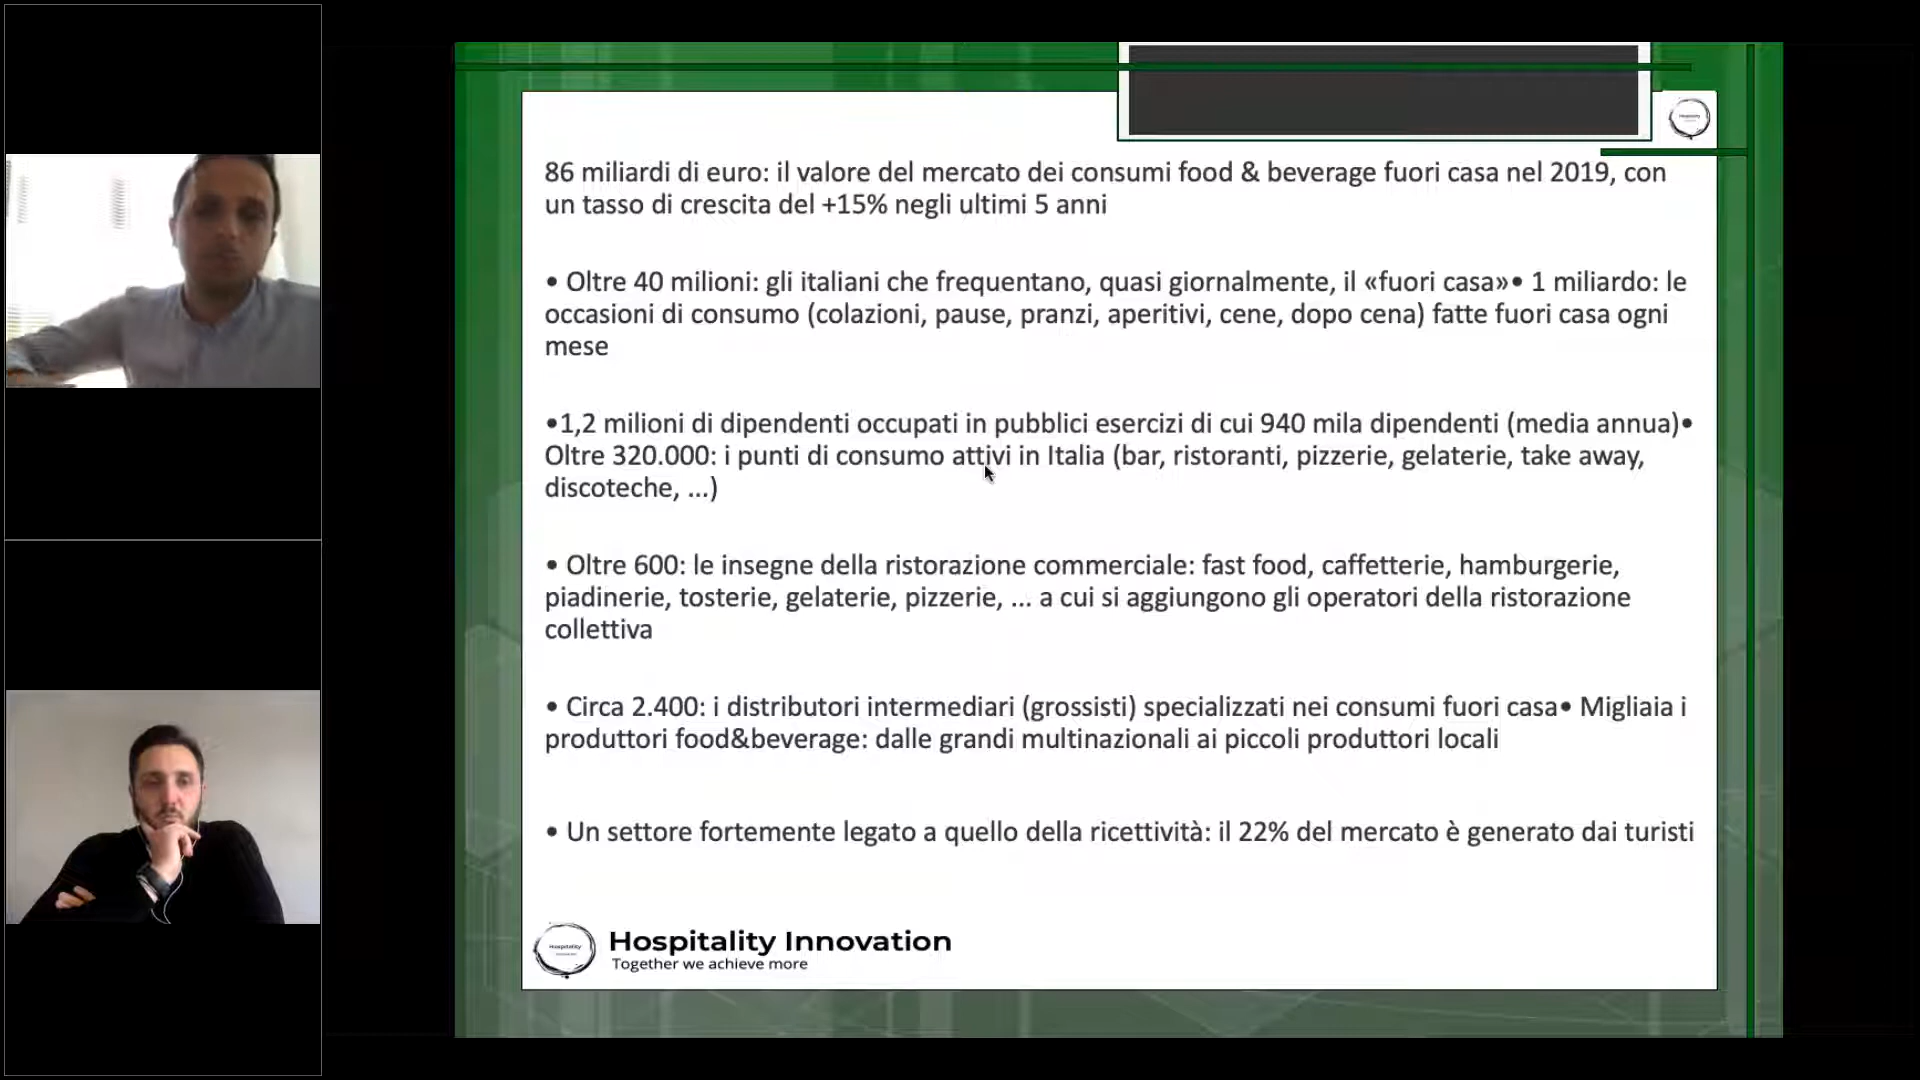 86 miliardi di euro: il valore del mercato dei consumi food & beverage fuori casa nel 2019, con
un tasso di crescita del +15% negli ultimi 5 anni
• Oltre 40 milioni: gli italiani che frequentano, quasi giornalmente, il «fuori casa»• 1 miliardo: le
occasioni di consumo (colazioni, pause, pranzi, aperitivi, cene, dopo cena) fatte fuori casa ogni
mese
•1,2 milioni di dipendenti occupati in pubblici esercizi di cui 940 mila dipendenti (media annua)•
Oltre 320.000: i punti di consumo attivi in Italia (bar, ristoranti, pizzerie, gelaterie, take away,
discoteche, ...)
• Oltre 600: le insegne della ristorazione commerciale: fast food, caffetterie, hamburgerie,
piadinerie, tosterie, gelaterie, pizzerie, ... a cui si aggiungono gli operatori della ristorazione
collettiva
• Circa 2.400: i distributori intermediari (grossisti) specializzati nei consumi fuori casa• Migliaia i
produttori food&beverage: dalle grandi multinazionali ai piccoli produttori locali
• Un settore fortemente legato a quello della ricettività: il 22% del mercato è generato dai turisti
Hospitality
Hospitality Innovation
Together we achieve more